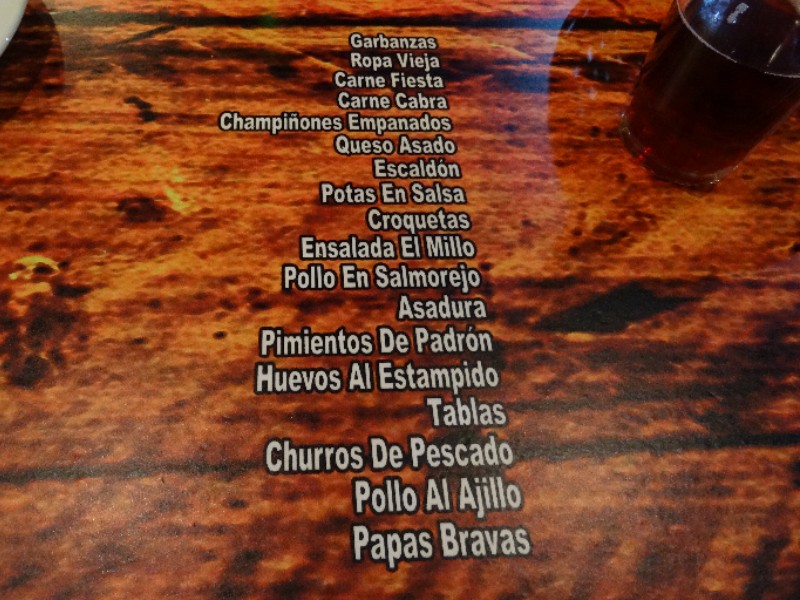 Garbanzas
Ropa Vieja
Carne Fiesta
Carne Cabra
Champiñones Empanados
Queso Asado
Escaldón
Potas En Salsa
Croquetas
Ensalada El Millo
Pollo En Salmorejo
Asadura
Pimientos De Padrón
Huevos Al Estampido
Tablas
Churros De Pescado
Pollo Al Ajillo
Papas Bravas